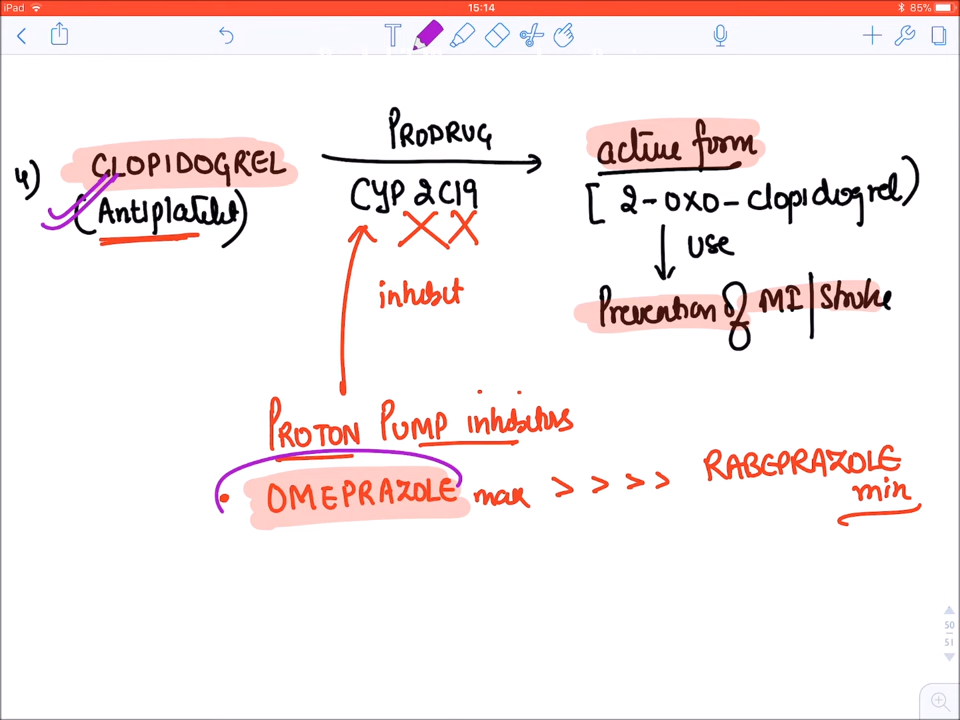 iPad
15:14
85%
T
PRODRUG
4) CLOPIDOGREL
active form
(Antiplatelet)
CYP 2C19
[ 2-oxo-clopidogrel)
XX
use
inhibit
Prevention of MI | Stroke
PROTON PUMP inhibitors
• OMEPRAZOLE max > > > > RABEPRAZOLE
min
50
51